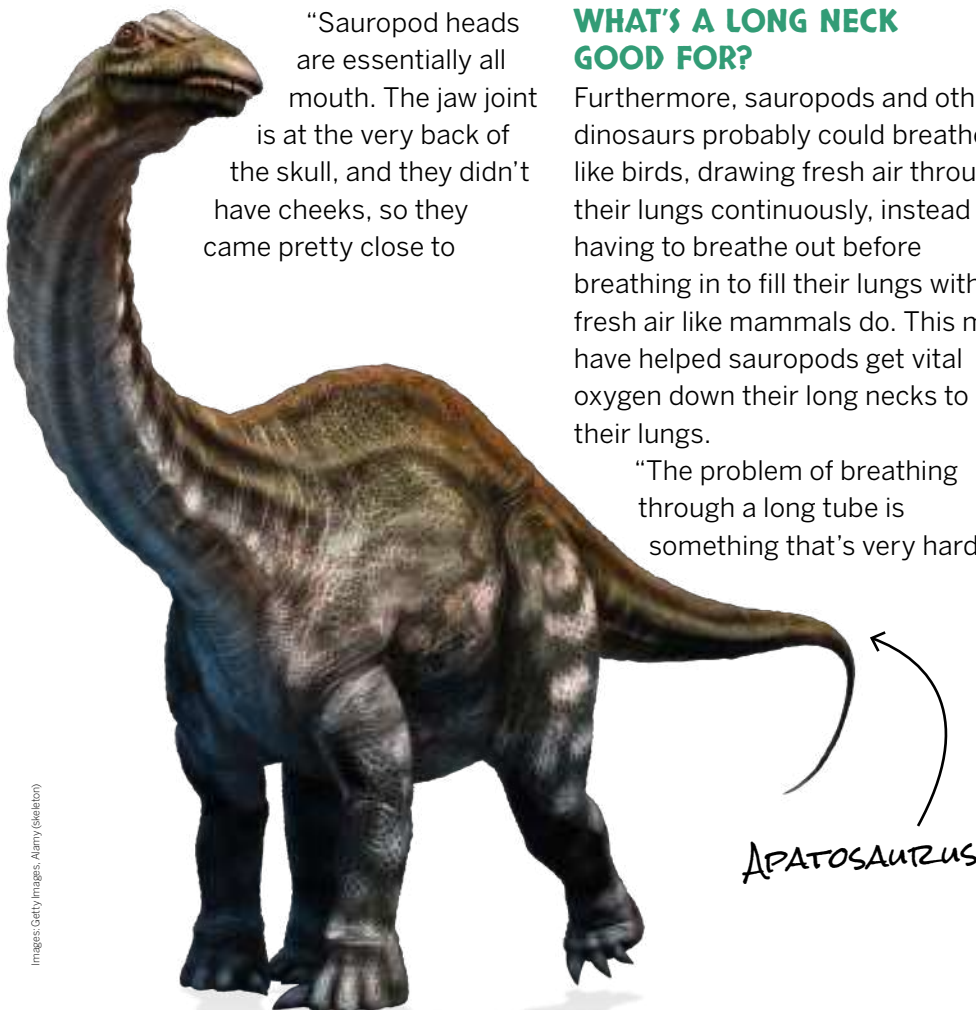 “Sauropod heads
are essentially all
mouth. The jaw joint
is at the very back of
the skull, and they didn’t
have cheeks, so they
came pretty close to
WHAT’S A LONG NECK
GOOD FOR?
Furthermore, sauropods and
dinosaurs probably could
like birds, drawing fresh air
their lungs continuously, instead
having to breathe out before
breathing in to fill their lungs with
fresh air like mammals do. This
have helped sauropods get vital
oxygen down their long necks to
their lungs.
“The problem of breathing
through a long tube is
something that’s very hard
APATOSAURUS
Images: Getty Images, Alamy (skeleton)